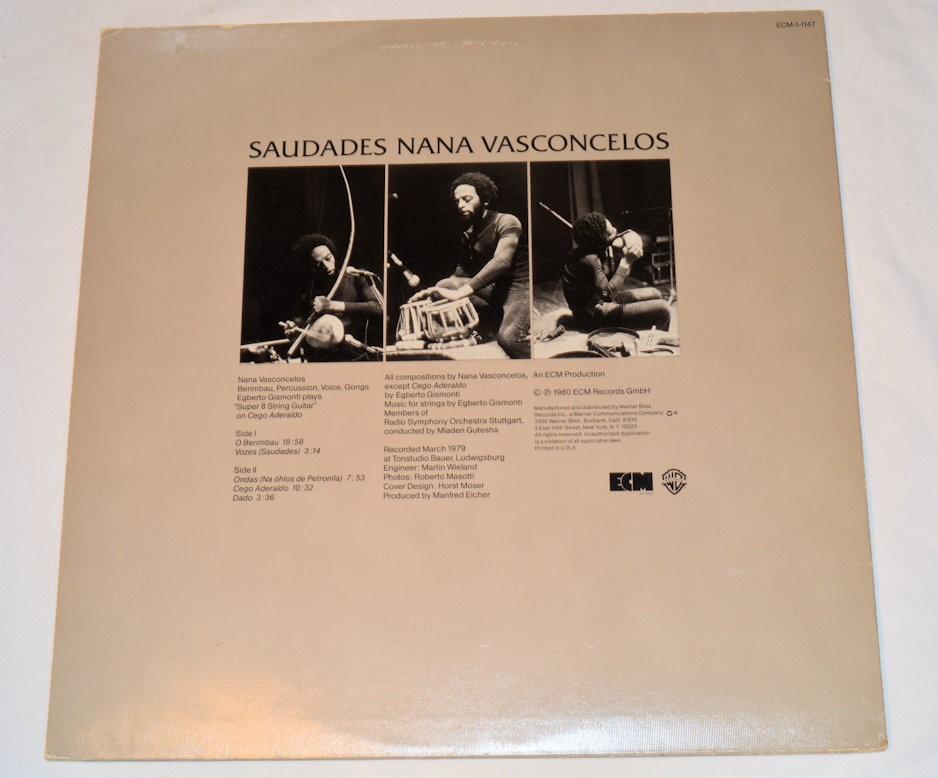 ECM-1-1147
SAUDADES NANA VASCONCELOS
Nana Vasconcelos
Berimbau, Percussion, Voice, Gongs
Egberto Gismonti plays
"Super 8 String Guitar"
on Cego Aderaldo
Side I
O Berimbau 18:58
Vozes (Saudades) 3:14
Side II
Ondas (Na óhlos de Petronila) 7:53
Cego Aderaldo 10:32
Dado 3:36
All compositions by Nana Vasconcelos,
except Cego Aderaldo
by Egberto Gismonti
Music for strings by Egberto Gismonti
Members of
Radio Symphony Orchestra Stuttgart,
conducted by Mladen Gutesha
Recorded March 1979
at Tonstudio Bauer, Ludwigsburg
Engineer: Martin Wieland
Photos: Roberto Masotti
Cover Design: Horst Moser
Produced by Manfred Eicher
An ECM Production
© ℗ 1980 ECM Records GmbH
Manufactured and distributed by Warner Bros.
Records Inc., a Warner Communications Company
3300 Warner Blvd., Burbank, Calif. 91510
3 East 54th Street, New York, N.Y. 10022
All rights reserved. Unauthorized duplication
is a violation of all applicable laws.
Printed in U.S.A.
ECM